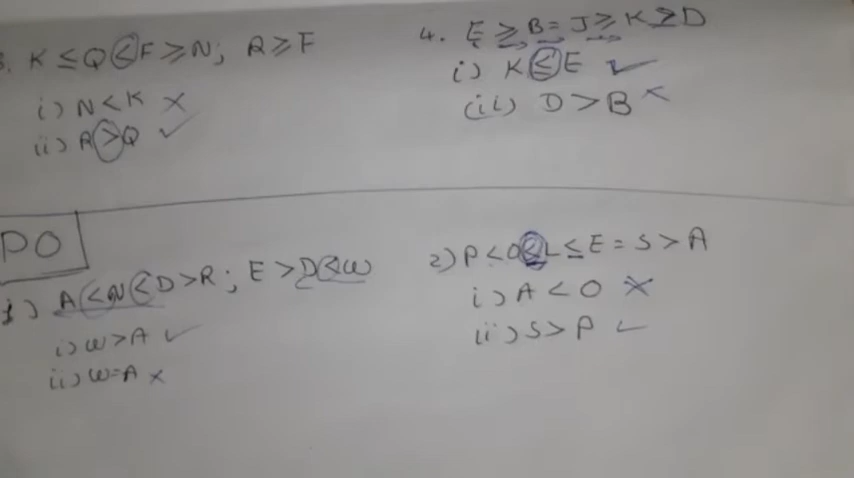 3. K ≤ Q < F ≥ N; R ≥ F
i) N < K ×
ii) R > Q ✓
4. E ≥ B = J ≥ K ≥ D
i) K ≤ E ✓
(ii) D > B ×
PO
1) A < N < D > R; E > D < W
i) W > A ✓
ii) W = A ×
2) P < O < L ≤ E = S > A
i) A < O ×
ii) S > P ✓